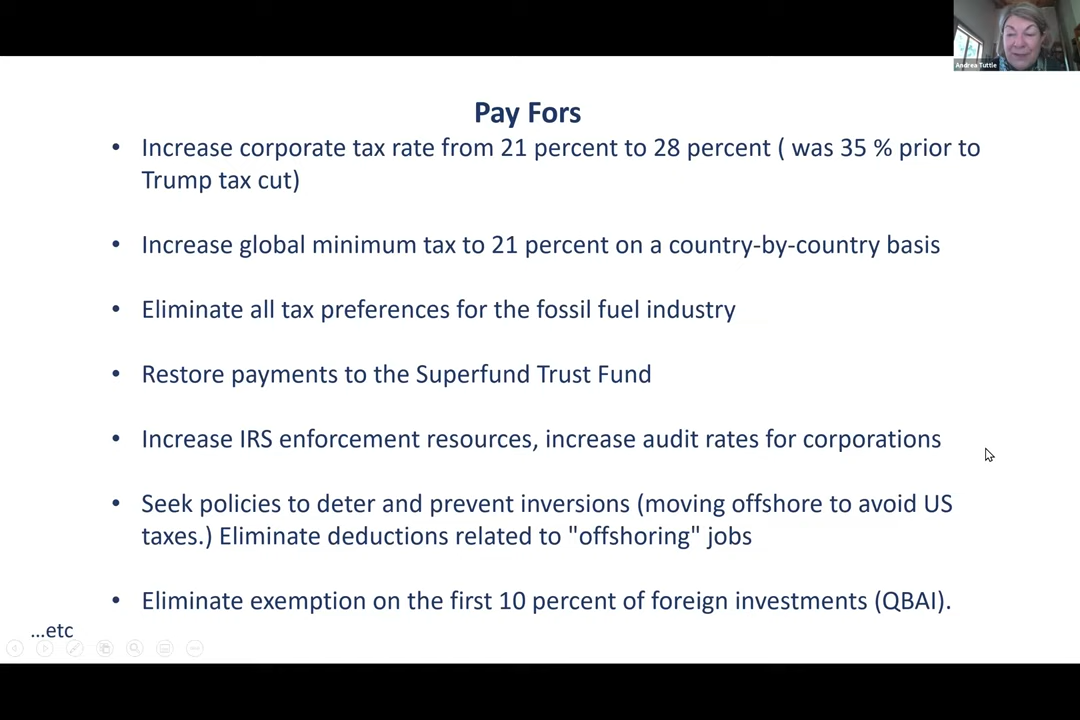 Andrea Tuttle
Pay Fors
• Increase corporate tax rate from 21 percent to 28 percent ( was 35 % prior to
Trump tax cut)
• Increase global minimum tax to 21 percent on a country-by-country basis
• Eliminate all tax preferences for the fossil fuel industry
• Restore payments to the Superfund Trust Fund
• Increase IRS enforcement resources, increase audit rates for corporations
• Seek policies to deter and prevent inversions (moving offshore to avoid US
taxes.) Eliminate deductions related to "offshoring" jobs
• Eliminate exemption on the first 10 percent of foreign investments (QBAI).
...etc